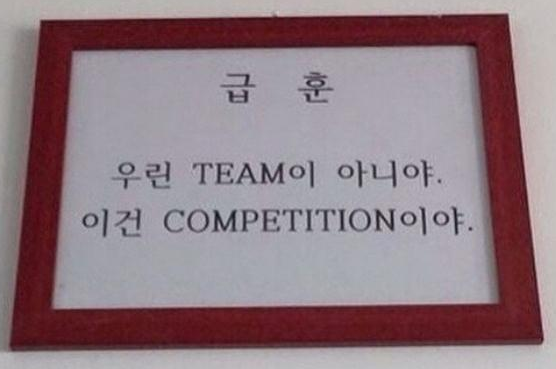 급 훈
우린 TEAM이 아니야.
이건 COMPETITION이야.